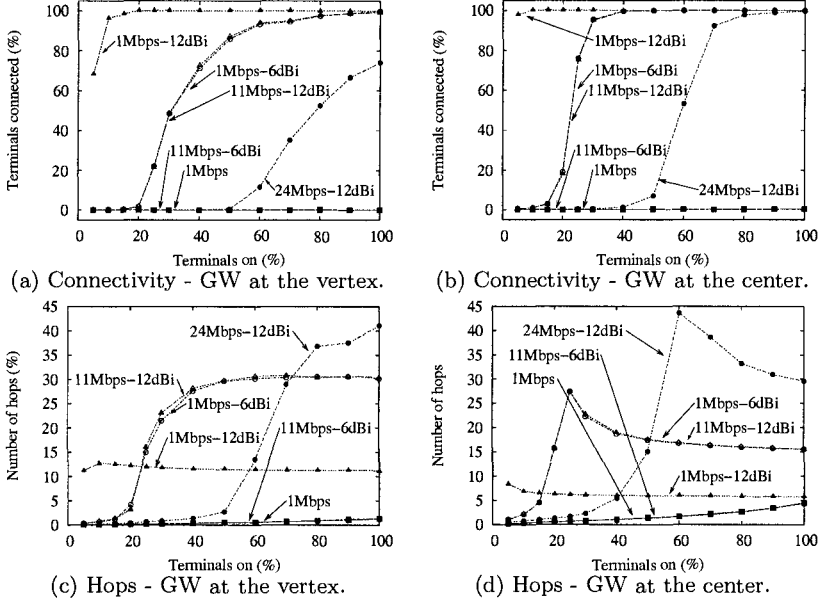 100
80
60
40
20
0
Terminals connected (%)
1Mbps-12dBi
1Mbps-6dBi
11Mbps-12dBi
11Mbps-6dBi
1Mbps
24Mbps-12dBi
0 20 40 60 80 100
Terminals on (%)
(a) Connectivity - GW at the vertex.
100
80
60
40
20
0
Terminals connected (%)
1Mbps-12dBi
1Mbps-6dBi
11Mbps-12dBi
11Mbps-6dBi
1Mbps
24Mbps-12dBi
0 20 40 60 80 100
Terminals on (%)
(b) Connectivity - GW at the center.
45
40
35
30
25
20
15
10
5
0
Number of hops (%)
24Mbps-12dBi
11Mbps-12dBi
1Mbps-6dBi
1Mbps-12dBi
11Mbps-6dBi
1Mbps
0 20 40 60 80 100
Terminals on (%)
(c) Hops - GW at the vertex.
45
40
35
30
25
20
15
10
5
0
Number of hops
24Mbps-12dBi
11Mbps-6dBi
1Mbps
1Mbps-6dBi
11Mbps-12dBi
1Mbps-12dBi
0 20 40 60 80 100
Terminals on (%)
(d) Hops - GW at the center.